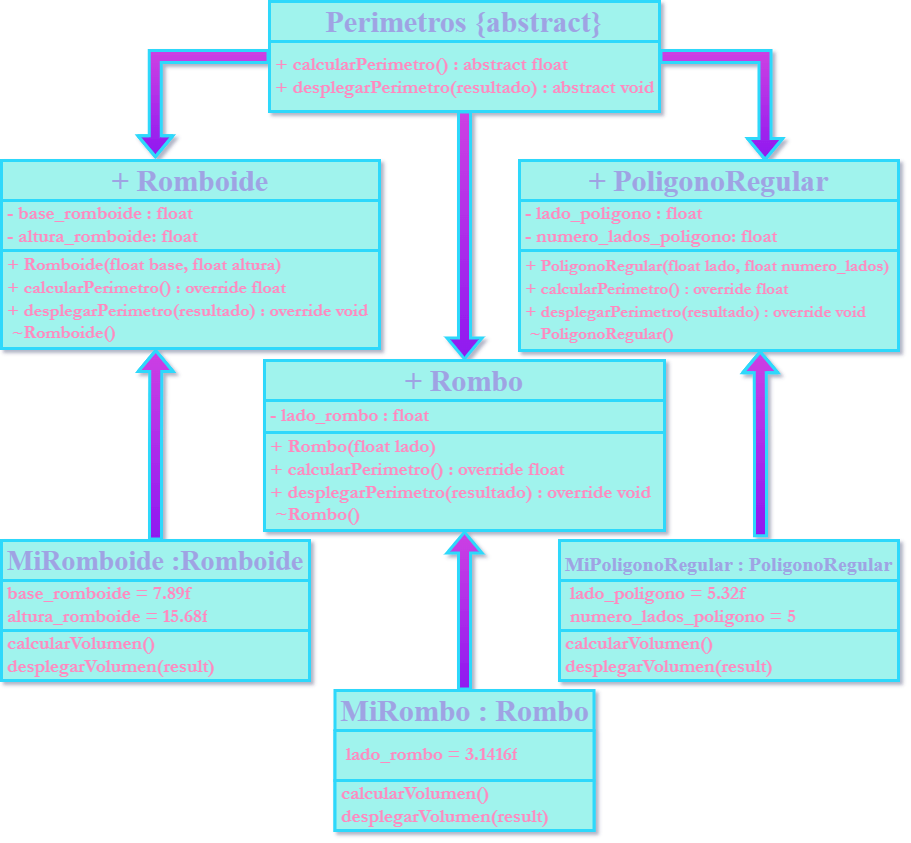 Perimetros {abstract}
+ calcularPerimetro() : abstract float
+ desplegarPerimetro(resultado) : abstract void
+ Romboide
- base_romboide : float
- altura_romboide: float
+ Romboide(float base, float altura)
+ calcularPerimetro() : override float
+ desplegarPerimetro(resultado) : override void
~Romboide()
+ PoligonoRegular
- lado_poligono : float
- numero_lados_poligono: float
+ PoligonoRegular(float lado, float numero_lados)
+ calcularPerimetro() : override float
+ desplegarPerimetro(resultado) : override void
~PoligonoRegular()
+ Rombo
- lado_rombo : float
+ Rombo(float lado)
+ calcularPerimetro() : override float
+ desplegarPerimetro(resultado) : override void
~Rombo()
MiRomboide :Romboide
base_romboide = 7.89f
altura_romboide = 15.68f
calcularVolumen()
desplegarVolumen(result)
MiPoligonoRegular : PoligonoRegular
lado_poligono = 5.32f
numero_lados_poligono = 5
calcularVolumen()
desplegarVolumen(result)
MiRombo : Rombo
lado_rombo = 3.1416f
calcularVolumen()
desplegarVolumen(result)